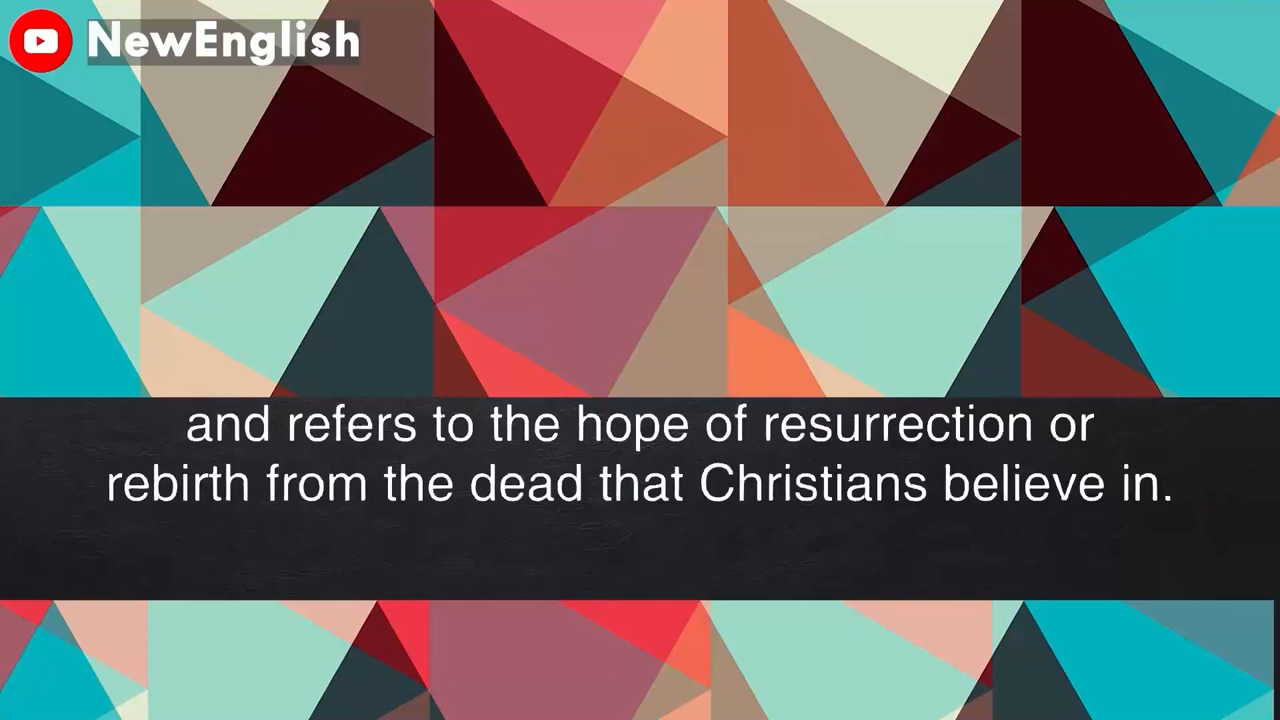 NewEnglish
and refers to the hope of resurrection or
rebirth from the dead that Christians believe in.